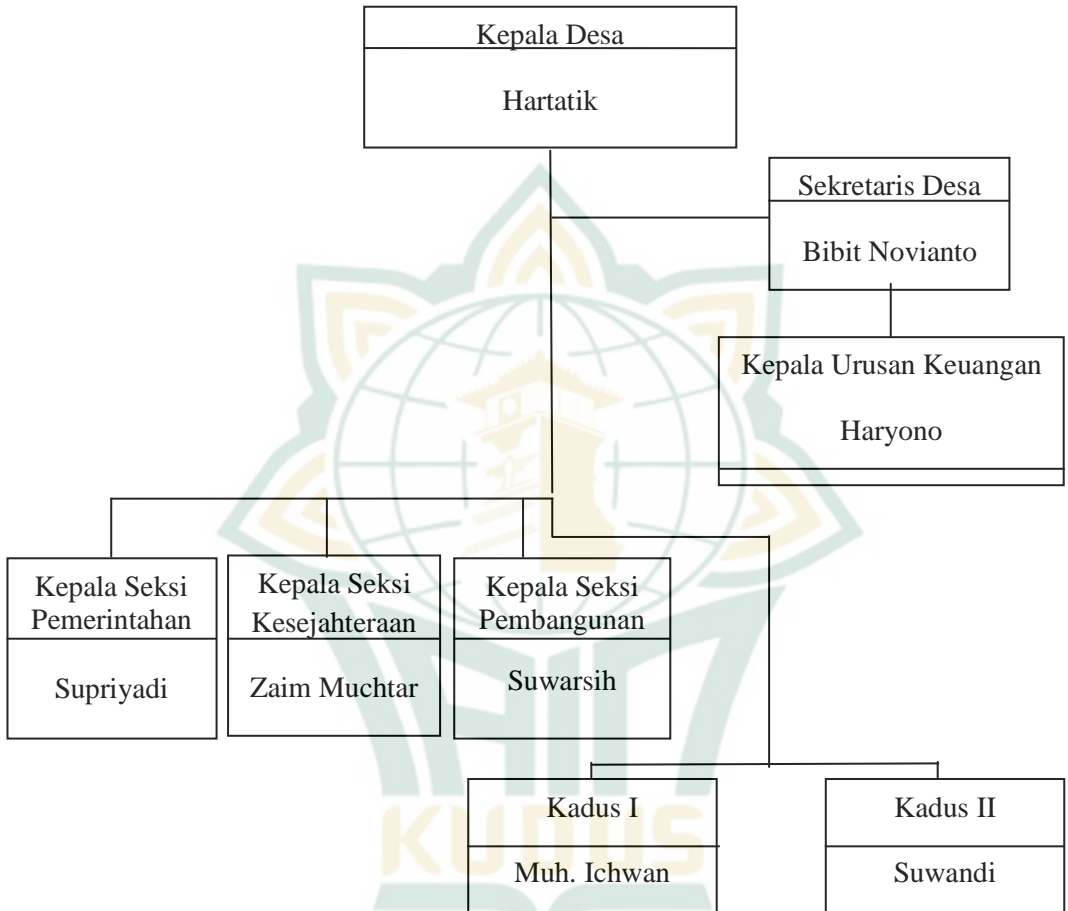 Kepala Desa
Hartatik
Sekretaris Desa
Bibit Novianto
Kepala Urusan Keuangan
Haryono
Kepala Seksi
Pemerintahan
Supriyadi
Kepala Seksi
Kesejahteraan
Zaim Muchtar
Kepala Seksi
Pembangunan
Suwarsih
Kadus I
Muh. Ichwan
Kadus II
Suwandi
KUDUS